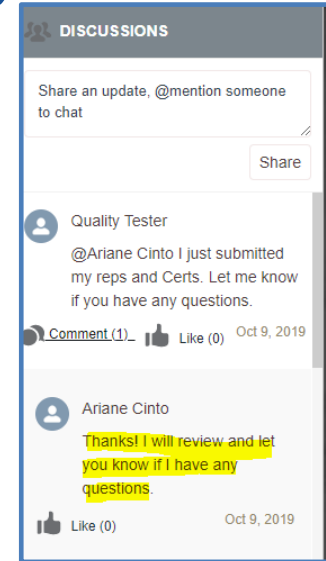 DISCUSSIONS
Share an update, @mention someone
to chat
Share
Quality Tester
@Ariane Cinto I just submitted
my reps and Certs. Let me know
if you have any questions.
Comment (1) Like (0) Oct 9, 2019
Ariane Cinto
Thanks! I will review and let
you know if I have any
questions.
Like (0) Oct 9, 2019